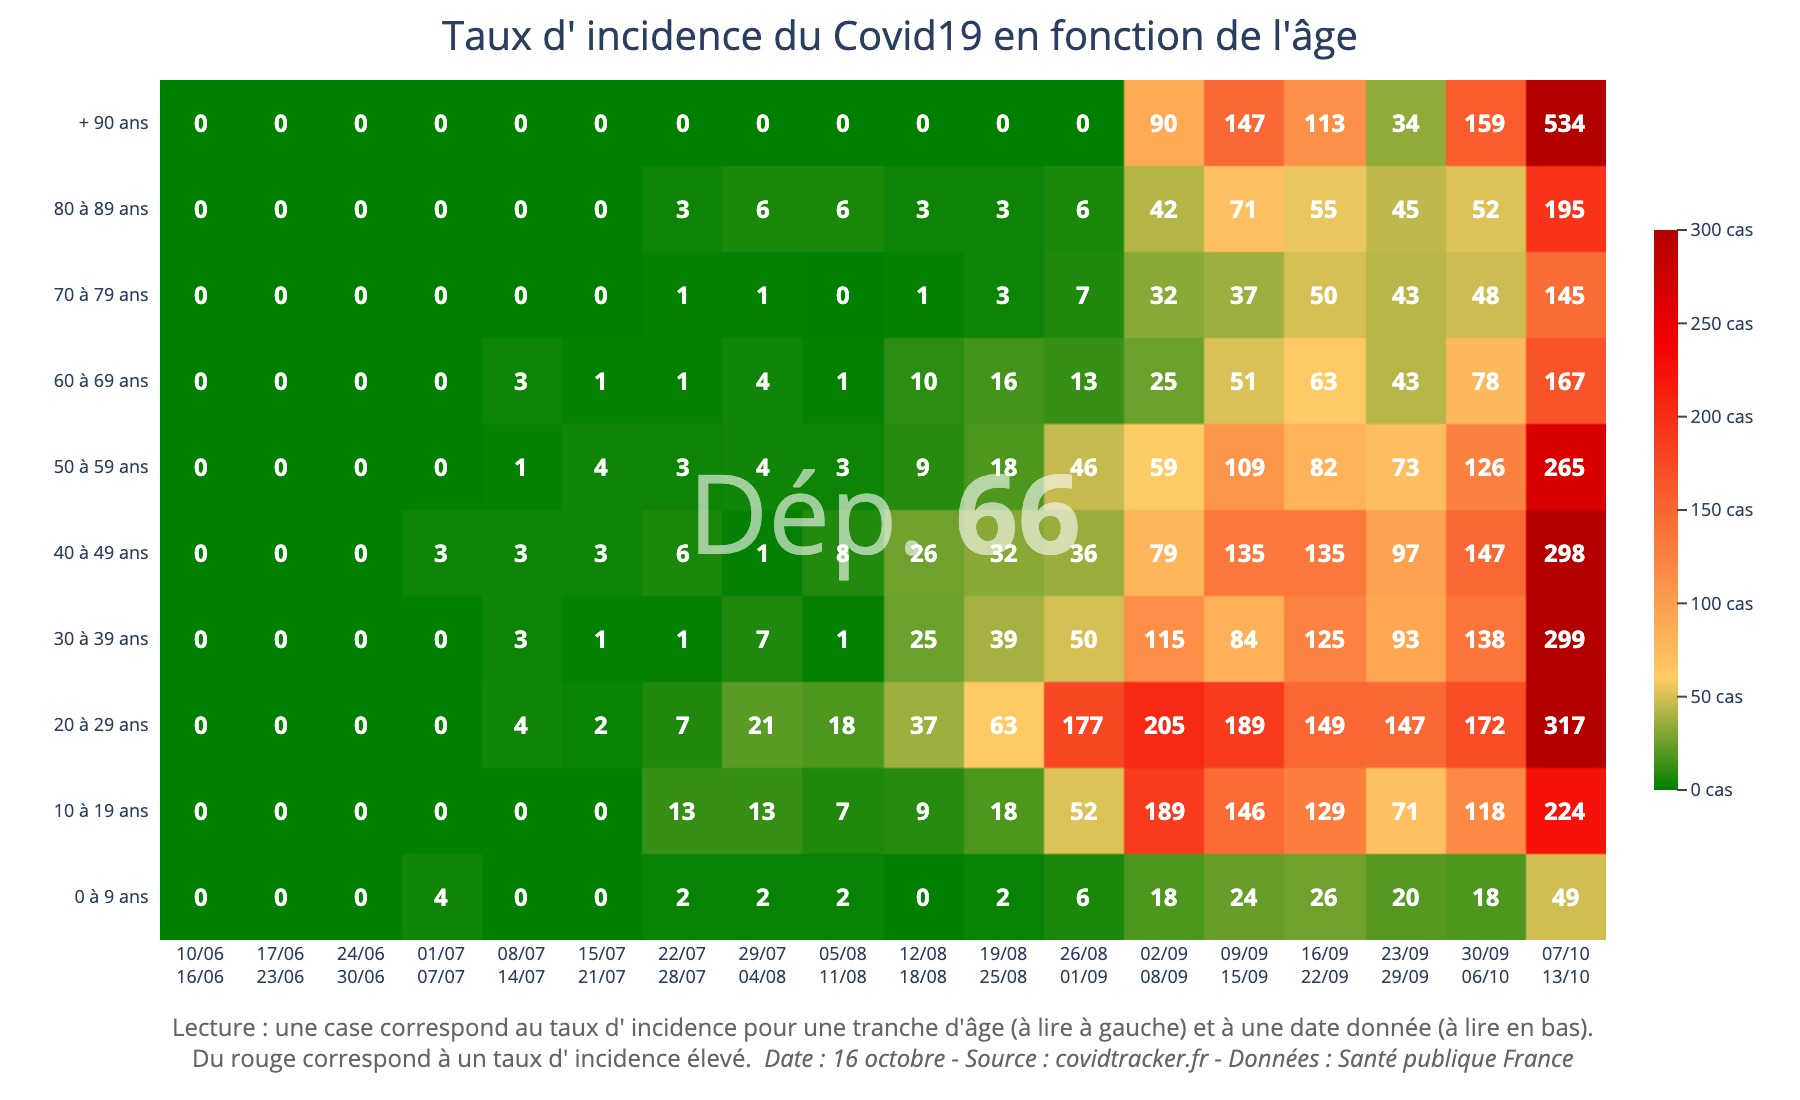 Taux d' incidence du Covid19 en fonction de l'âge
+ 90 ans 0 0 0 0 0 0 0 0 0 0 0 0 90 147 113 34 159 534
80 à 89 ans 0 0 0 0 0 0 3 6 6 3 3 6 42 71 55 45 52 195
70 à 79 ans 0 0 0 0 0 0 1 1 0 1 3 7 32 37 50 43 48 145
60 à 69 ans 0 0 0 0 3 1 1 4 1 10 16 13 25 51 63 43 78 167
50 à 59 ans 0 0 0 0 1 4 3 4 3 9 18 46 59 109 82 73 126 265
Dép. 66
40 à 49 ans 0 0 0 3 3 3 6 1 8 26 32 36 79 135 135 97 147 298
30 à 39 ans 0 0 0 0 3 1 1 7 1 25 39 50 115 84 125 93 138 299
20 à 29 ans 0 0 0 0 4 2 7 21 18 37 63 177 205 189 149 147 172 317
10 à 19 ans 0 0 0 0 0 0 13 13 7 9 18 52 189 146 129 71 118 224
0 à 9 ans 0 0 0 4 0 0 2 2 2 0 2 6 18 24 26 20 18 49
10/06 17/06 24/06 01/07 08/07 15/07 22/07 29/07 05/08 12/08 19/08 26/08 02/09 09/09 16/09 23/09 30/09 07/10
16/06 23/06 30/06 07/07 14/07 21/07 28/07 04/08 11/08 18/08 25/08 01/09 08/09 15/09 22/09 29/09 06/10 13/10
300 cas
250 cas
200 cas
150 cas
100 cas
50 cas
0 cas
Lecture : une case correspond au taux d' incidence pour une tranche d'âge (à lire à gauche) et à une date donnée (à lire en bas).
Du rouge correspond à un taux d' incidence élevé. Date : 16 octobre - Source : covidtracker.fr - Données : Santé publique France